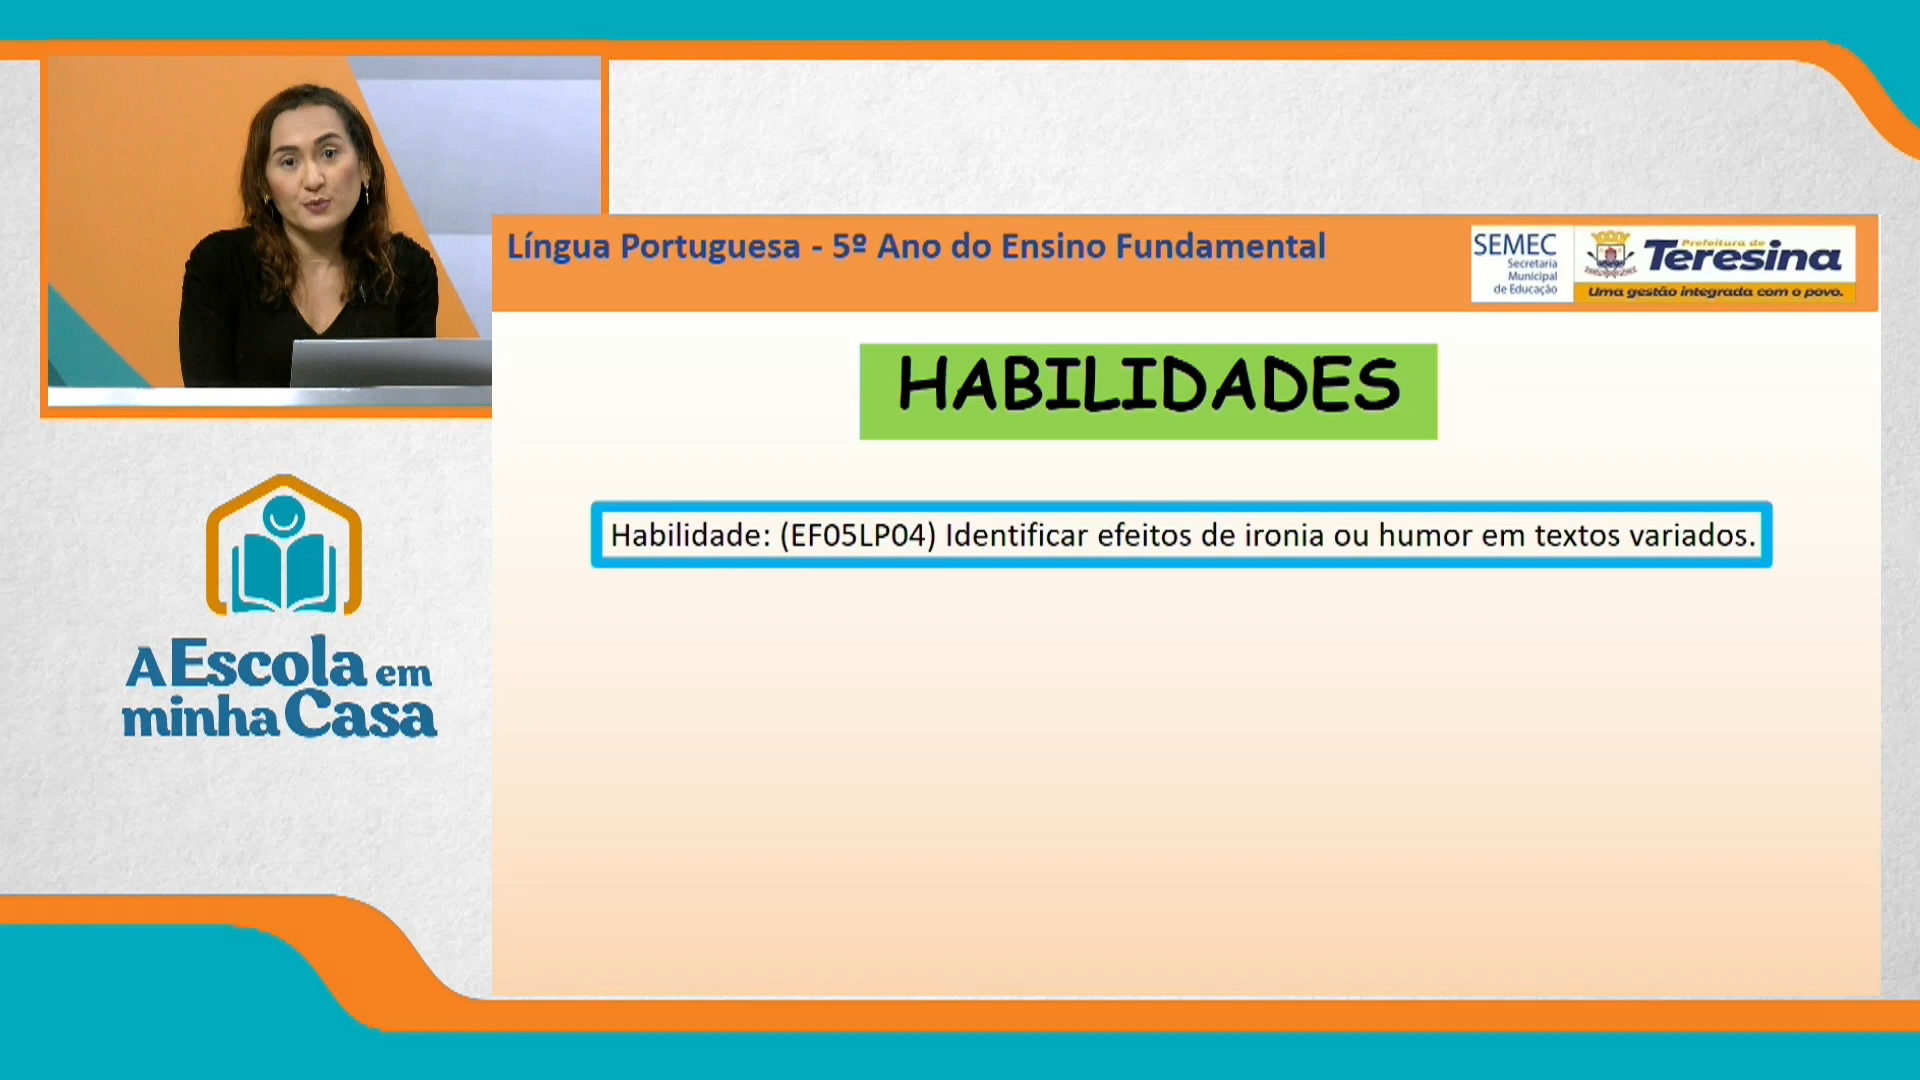 Língua Portuguesa - 5º Ano do Ensino Fundamental
SEMEC
Secretaria
Municipal
de Educação
Prefeitura de
Teresina
Uma gestão integrada com o povo.
HABILIDADES
Habilidade: (EF05LP04) Identificar efeitos de ironia ou humor em textos variados.
A Escola em
minha Casa